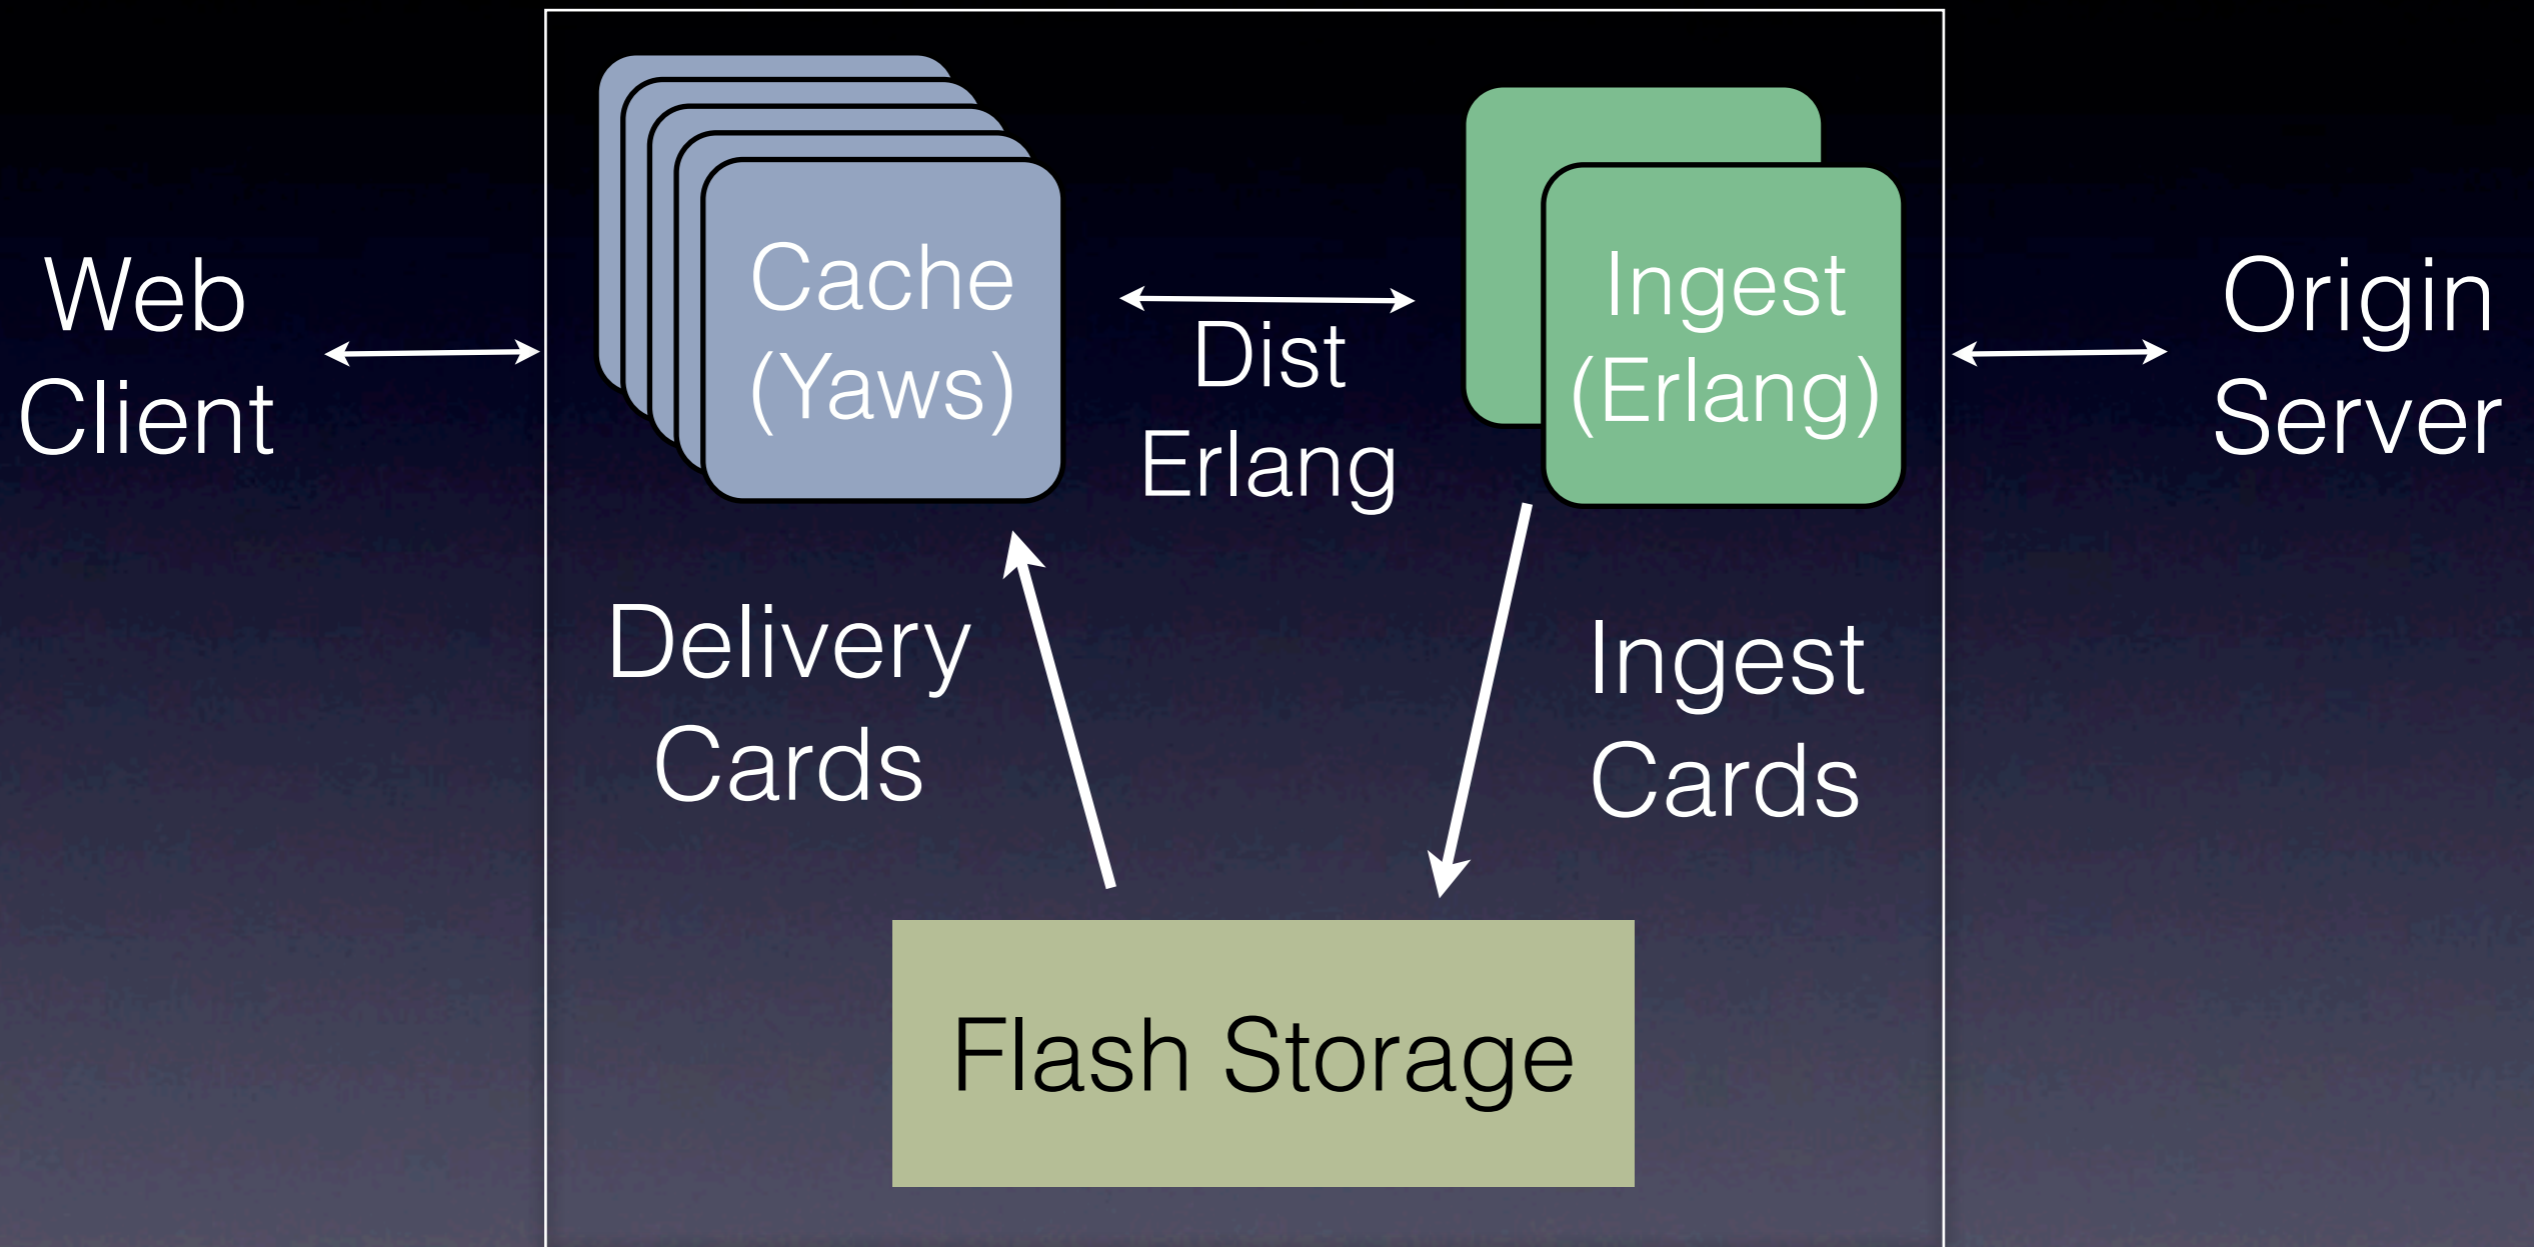 Web
Client
Cache
(Yaws)
Dist
Erlang
Ingest
(Erlang)
Origin
Server
Delivery
Cards
Ingest
Cards
Flash Storage